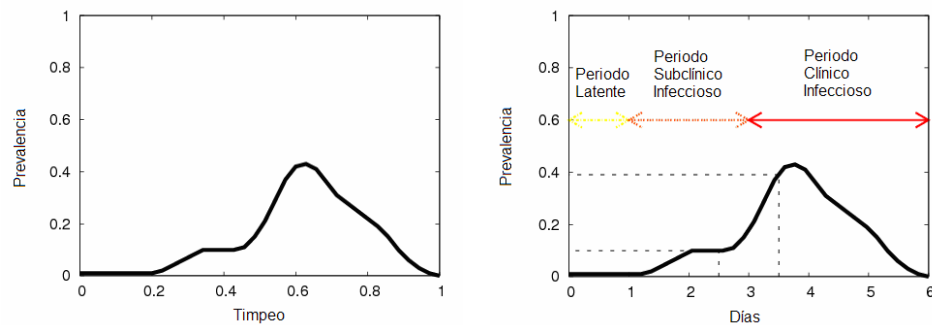 1
0.8
0.6
0.4
0.2
0
Prevalencia
0
0.2
0.4
0.6
0.8
1
Timpeo
1
0.8
0.6
0.4
0.2
0
Prevalencia
Periodo
Latente
Periodo
Subclínico
Infeccioso
Periodo
Clínico
Infeccioso
0
1
2
3
4
5
6
Días